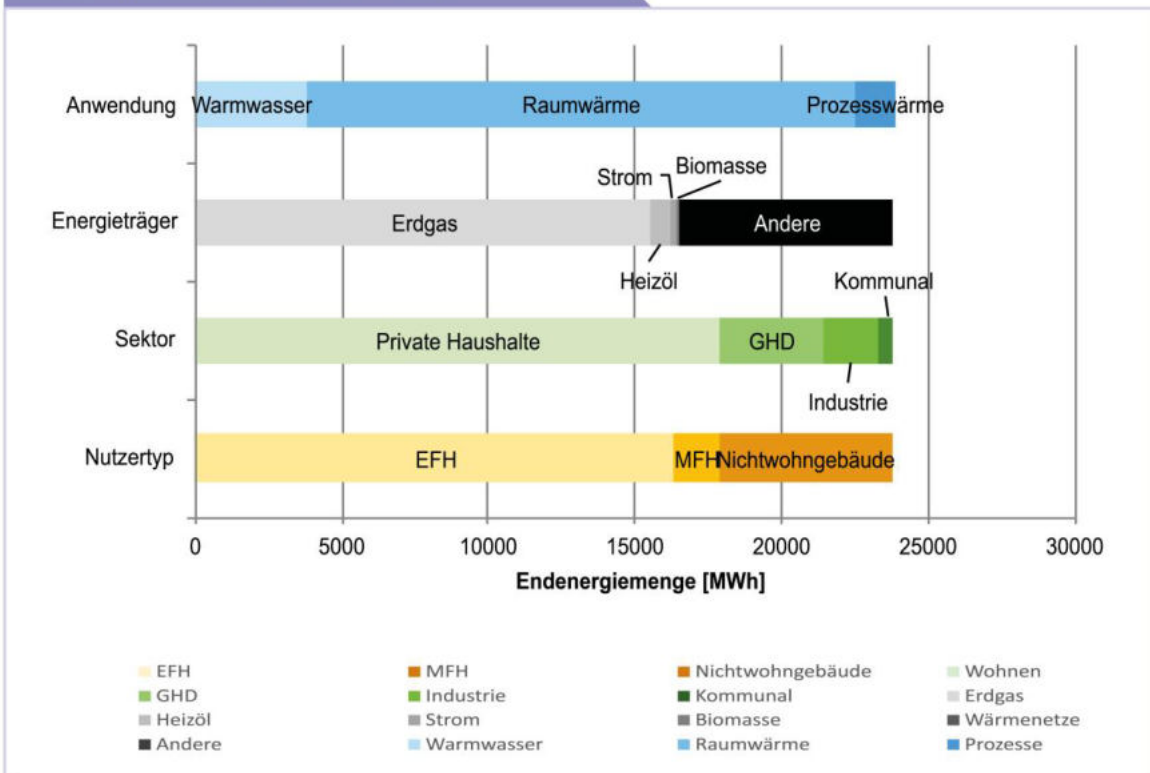 Anwendung Warmwasser Raumwärme Prozesswärme
Strom Biomasse
Energieträger Erdgas Andere
Heizöl Kommunal
Sektor Private Haushalte GHD
Industrie
Nutzertyp EFH MFH Nichtwohngebäude
0 5000 10000 15000 20000 25000 30000
Endenergiemenge [MWh]
EFH MFH Nichtwohngebäude Wohnen
GHD Industrie Kommunal Erdgas
Heizöl Strom Biomasse Wärmenetze
Andere Warmwasser Raumwärme Prozesse